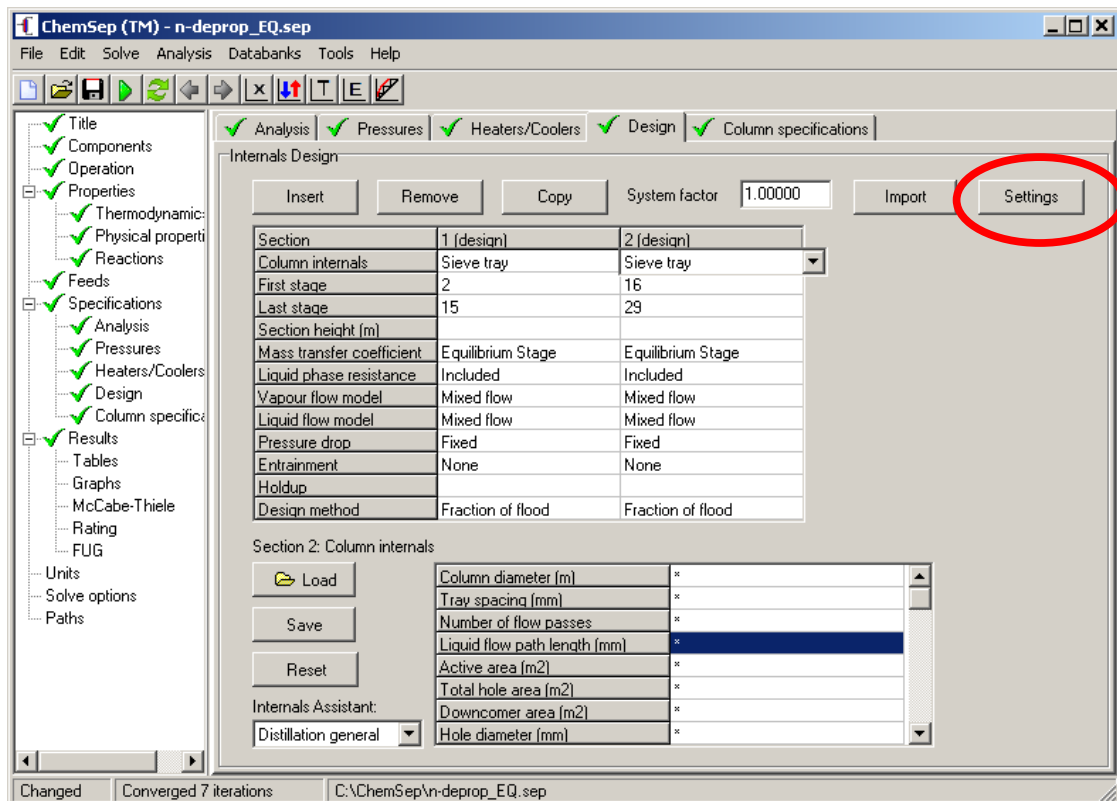 ChemSep (TM) - n-deprop_EQ.sep
File Edit Solve Analysis Databanks Tools Help
Title
Components
Operation
Properties
Thermodynamic
Physical properti
Reactions
Feeds
Specifications
Analysis
Pressures
Heaters/Coolers
Design
Column specifica
Results
Tables
Graphs
McCabe-Thiele
Rating
FUG
Units
Solve options
Paths
Analysis Pressures Heaters/Coolers Design Column specifications
Internals Design
Insert Remove Copy System factor 1.00000 Import Settings
Section 1 (design) 2 (design)
Column internals Sieve tray Sieve tray
First stage 2 16
Last stage 15 29
Section height (m)
Mass transfer coefficient Equilibrium Stage Equilibrium Stage
Liquid phase resistance Included Included
Vapour flow model Mixed flow Mixed flow
Liquid flow model Mixed flow Mixed flow
Pressure drop Fixed Fixed
Entrainment None None
Holdup
Design method Fraction of flood Fraction of flood
Section 2: Column internals
Load
Save
Reset
Internals Assistant:
Distillation general
Column diameter (m) *
Tray spacing (mm) *
Number of flow passes *
Liquid flow path length (mm) *
Active area (m2) *
Total hole area (m2) *
Downcomer area (m2) *
Hole diameter (mm) *
Changed Converged 7 iterations C:\ChemSep\n-deprop_EQ.sep